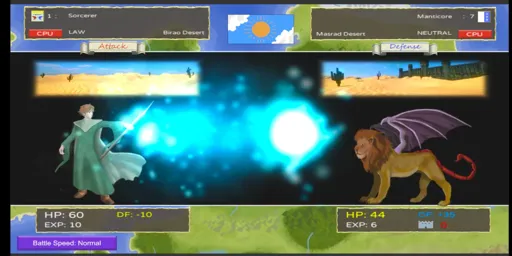 1 : Sorcerer
CPU LAW Birao Desert
Manticore : 7
Masrad Desert NEUTRAL CPU
Attack
Defense
HP: 60 DF: -10
EXP: 10
HP: 44
EXP: 6
Battle Speed: Normal